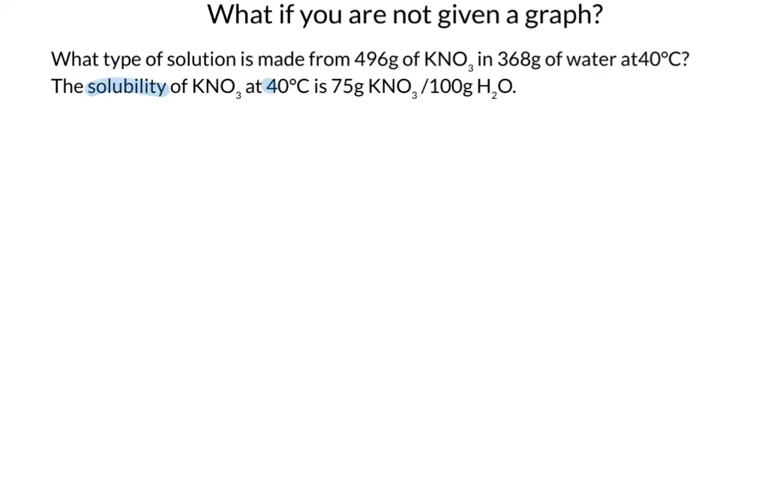 What if you are not given a graph?
What type of solution is made from 496g of KNO₃ in 368g of water at40°C?
The solubility of KNO₃ at 40°C is 75g KNO₃ /100g H₂O.